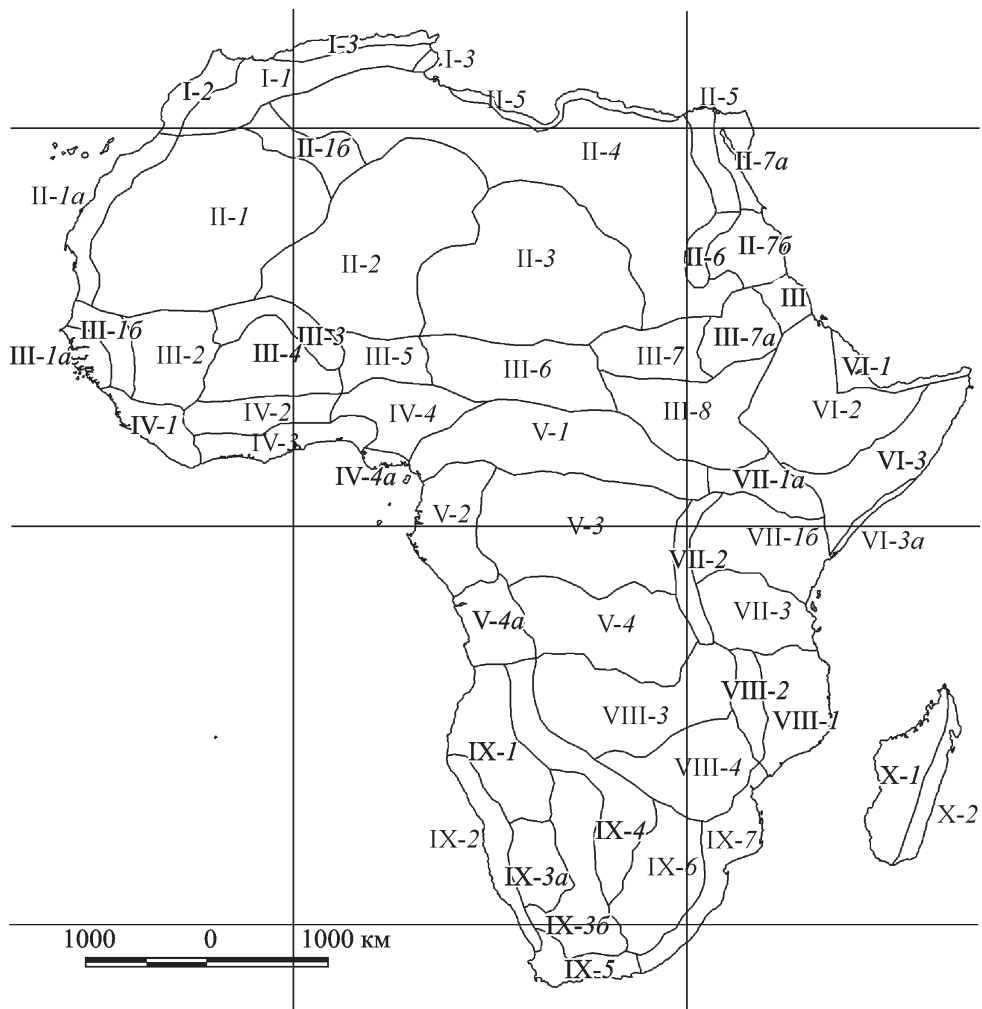 I-3
I-3
I-1
I-2
II-5
II-5
II-1б
II-4
II-7а
II-1а
II-1
II-7б
II-6
II-2
II-3
III
III-1б
III-3
III-7а
III-1а
III-2
III-4
III-5
III-7
III-6
VI-1
III-8
VI-2
IV-2
IV-4
IV-1
V-1
IV-3
VI-3
IV-4а
VII-1а
V-2
V-3
VII-1б
VI-3а
VII-2
VII-3
V-4а
V-4
VIII-2
VIII-3
VIII-1
IX-1
VIII-4
X-1
X-2
IX-2
IX-4
IX-7
IX-6
IX-3а
IX-3б
1000 0 1000 км
IX-5